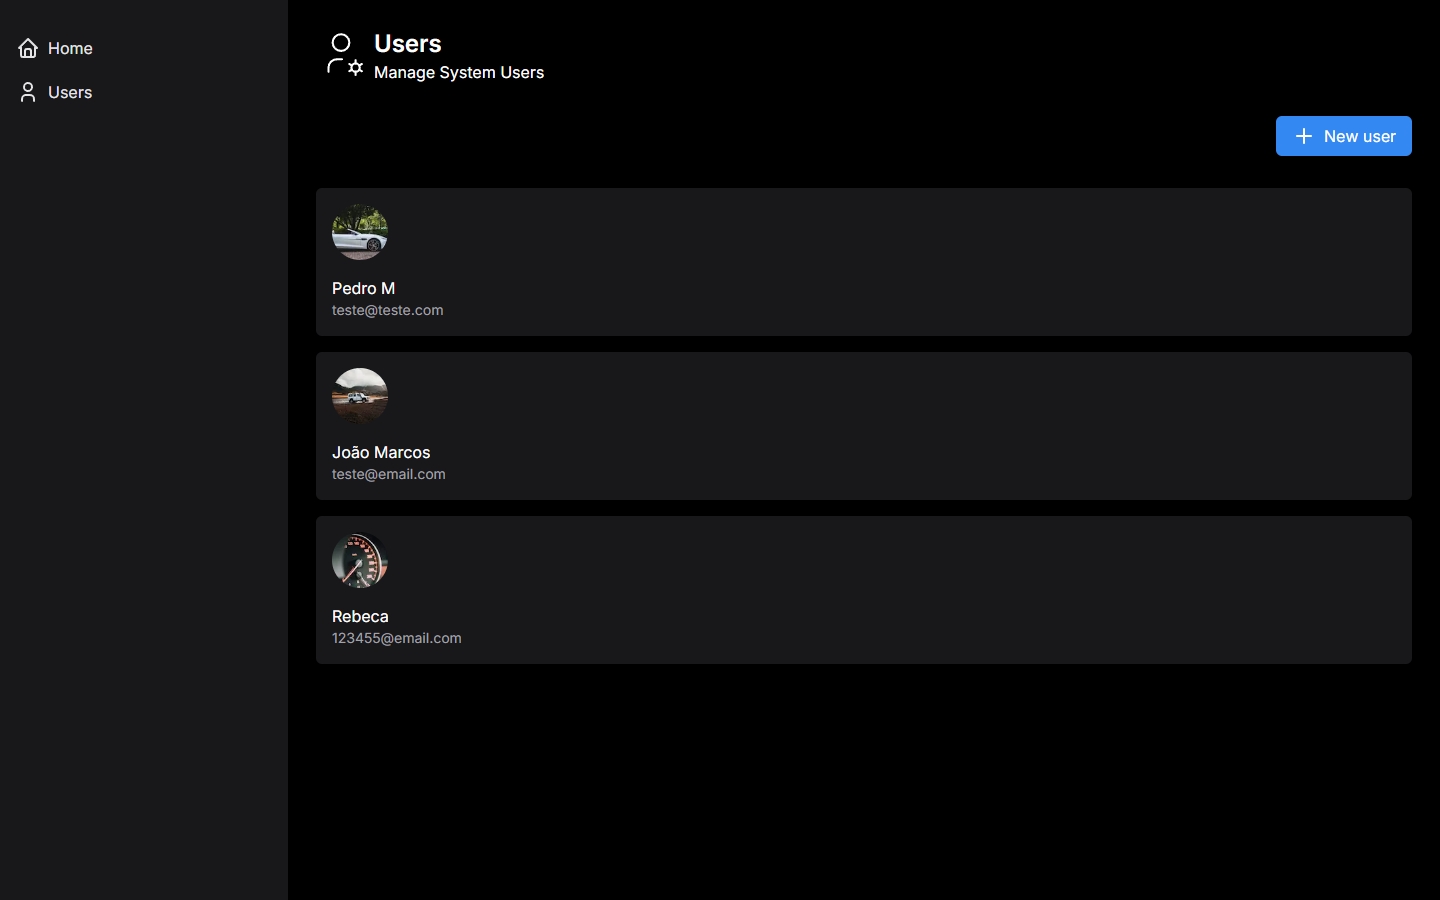 Home
Users
Users
Manage System Users
New user
Pedro M
teste@teste.com
João Marcos
teste@email.com
Rebeca
123455@email.com